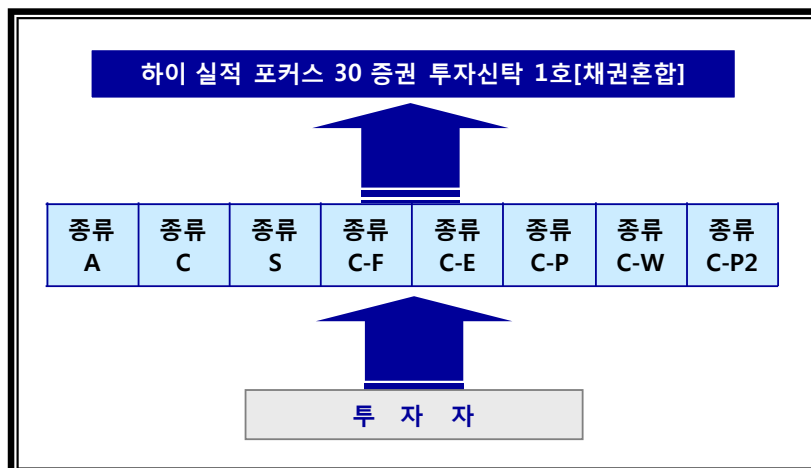 하이 실적 포커스 30 증권 투자신탁 1호[채권혼합]
종류 종류 종류 종류 종류 종류 종류 종류
A C S C-F C-E C-P C-W C-P2
투 자 자